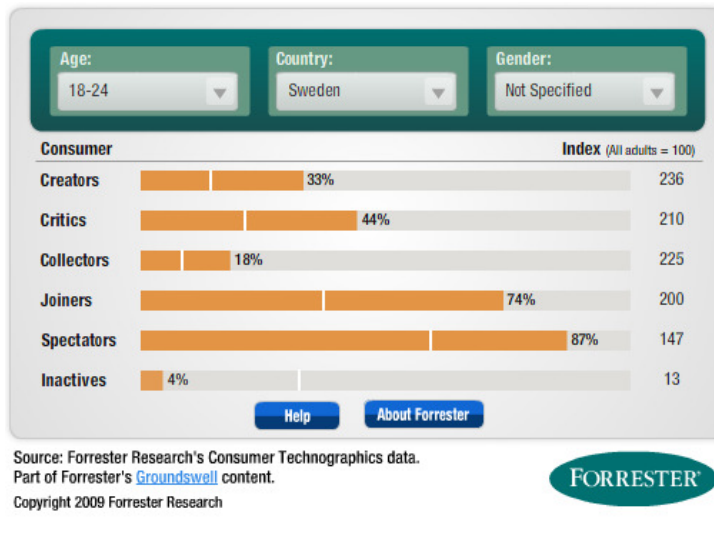 Age: Country: Gender:
18-24 Sweden Not Specified
Consumer Index (All adults = 100)
Creators 33% 236
Critics 44% 210
Collectors 18% 225
Joiners 74% 200
Spectators 87% 147
Inactives 4% 13
Help About Forrester
Source: Forrester Research's Consumer Technographics data.
Part of Forrester's Groundswell content.
Copyright 2009 Forrester Research
FORRESTER®